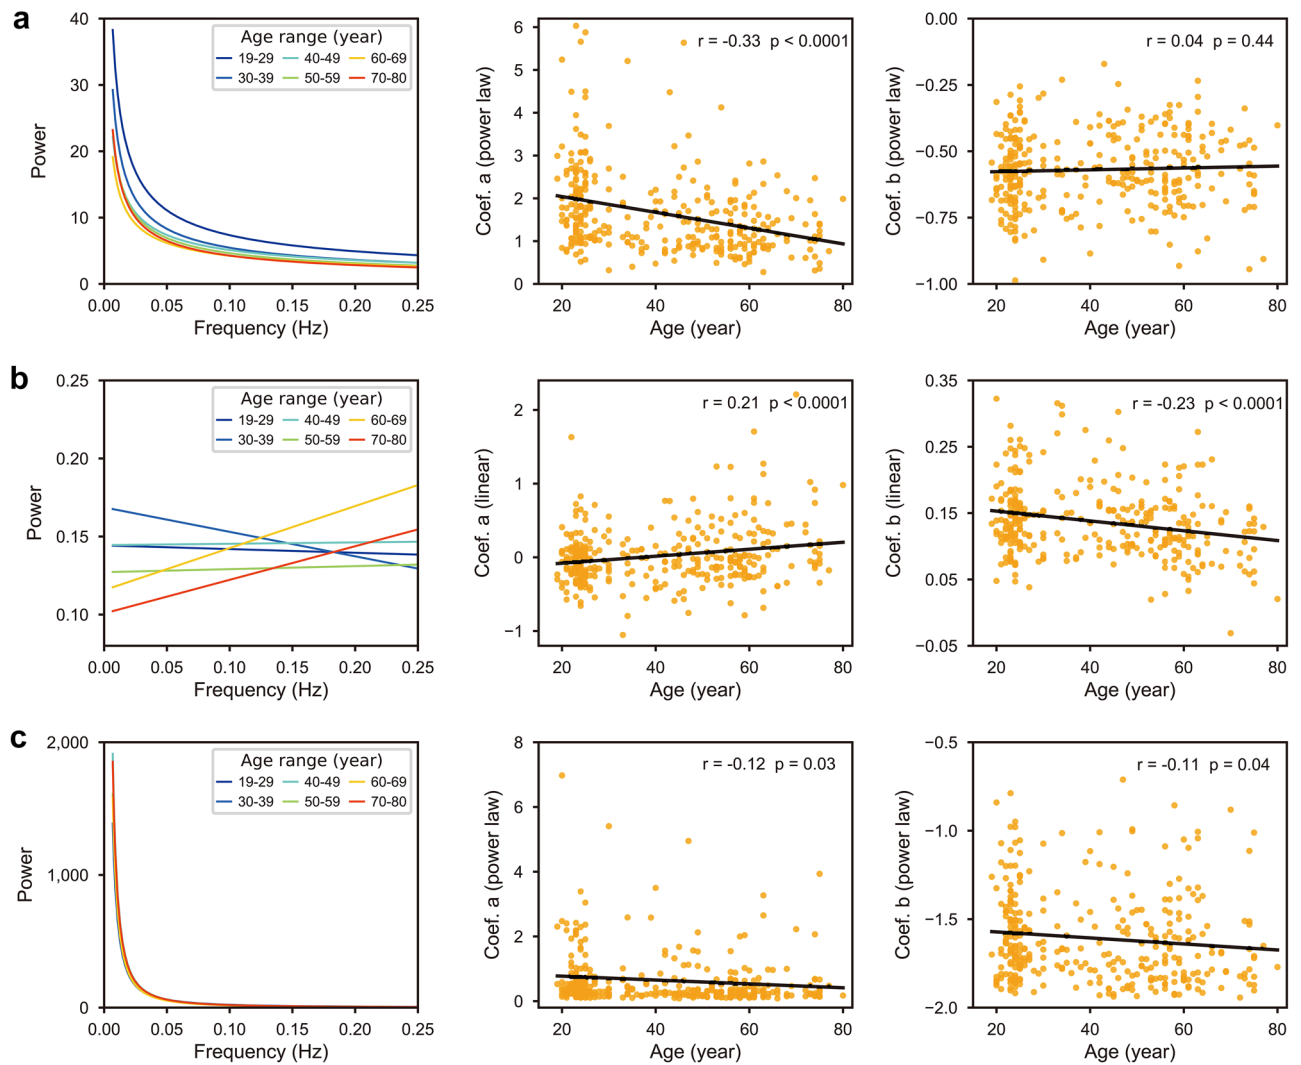 a
40
30
20
10
0
Power
0.00 0.05 0.10 0.15 0.20 0.25
Frequency (Hz)
Age range (year)
19-29 40-49 60-69
30-39 50-59 70-80
6
5
4
3
2
1
0
Coef. a (power law)
r = -0.33 p < 0.0001
20 40 60 80
Age (year)
0.00
−0.25
−0.50
−0.75
−1.00
Coef. b (power law)
r = 0.04 p = 0.44
20 40 60 80
Age (year)
b
0.25
0.20
0.15
0.10
Power
0.00 0.05 0.10 0.15 0.20 0.25
Frequency (Hz)
Age range (year)
19-29 40-49 60-69
30-39 50-59 70-80
2
1
0
−1
Coef. a (linear)
r = 0.21 p < 0.0001
20 40 60 80
Age (year)
0.35
0.25
0.15
0.05
−0.05
Coef. b (linear)
r = -0.23 p < 0.0001
20 40 60 80
Age (year)
c
2,000
1,000
0
Power
0.00 0.05 0.10 0.15 0.20 0.25
Frequency (Hz)
Age range (year)
19-29 40-49 60-69
30-39 50-59 70-80
8
6
4
2
0
Coef. a (power law)
r = -0.12 p = 0.03
20 40 60 80
Age (year)
−0.5
−1.0
−1.5
−2.0
Coef. b (power law)
r = -0.11 p = 0.04
20 40 60 80
Age (year)